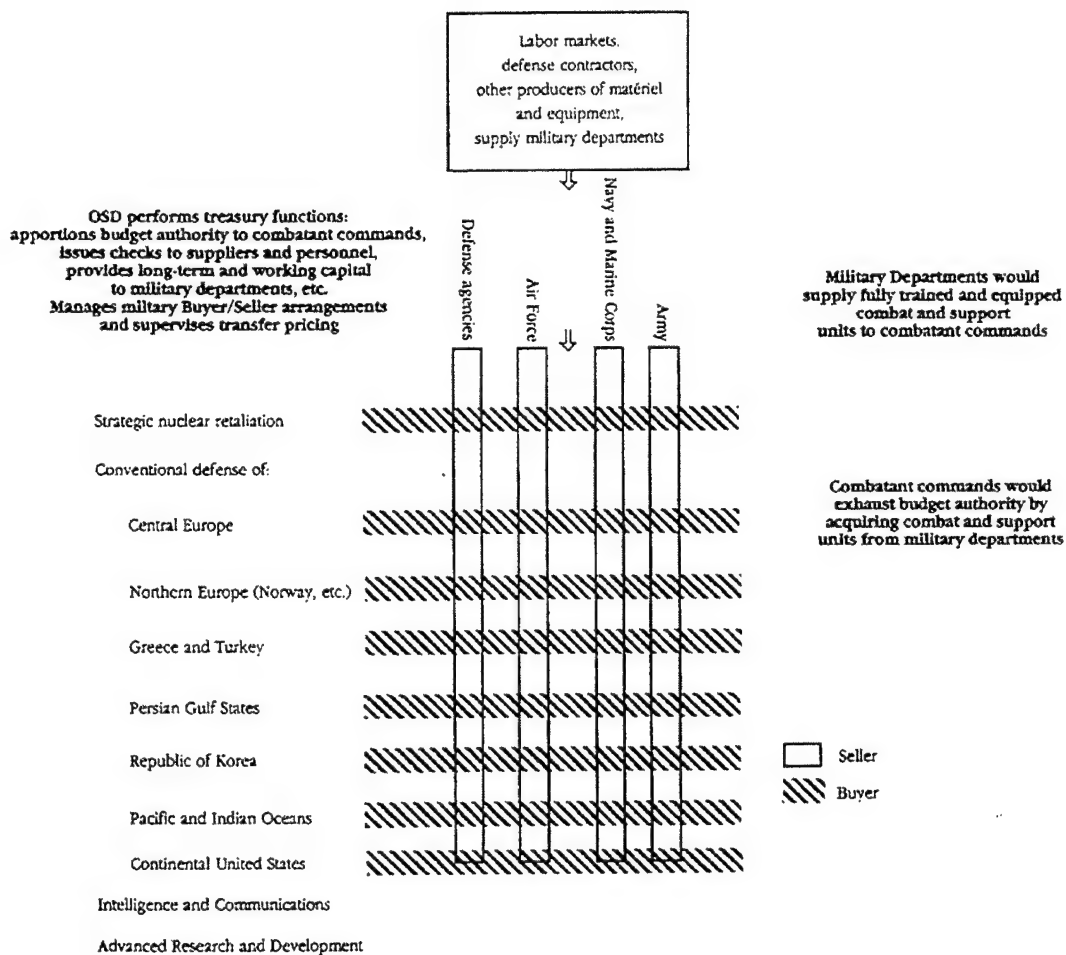 Labor markets,
defense contractors,
other producers of matériel
and equipment,
supply military departments
OSD performs treasury functions:
apportions budget authority to combatant commands,
issues checks to suppliers and personnel,
provides long-term and working capital
to military departments, etc.
Manages military Buyer/Seller arrangements
and supervises transfer pricing
Defense agencies
Air Force
Navy and Marine Corps
Army
Military Departments would
supply fully trained and equipped
combat and support
units to combatant commands
Strategic nuclear retaliation
Conventional defense of:
Central Europe
Northern Europe (Norway, etc.)
Greece and Turkey
Persian Gulf States
Republic of Korea
Pacific and Indian Oceans
Continental United States
Intelligence and Communications
Advanced Research and Development
Combatant commands would
exhaust budget authority by
acquiring combat and support
units from military departments
Seller
Buyer